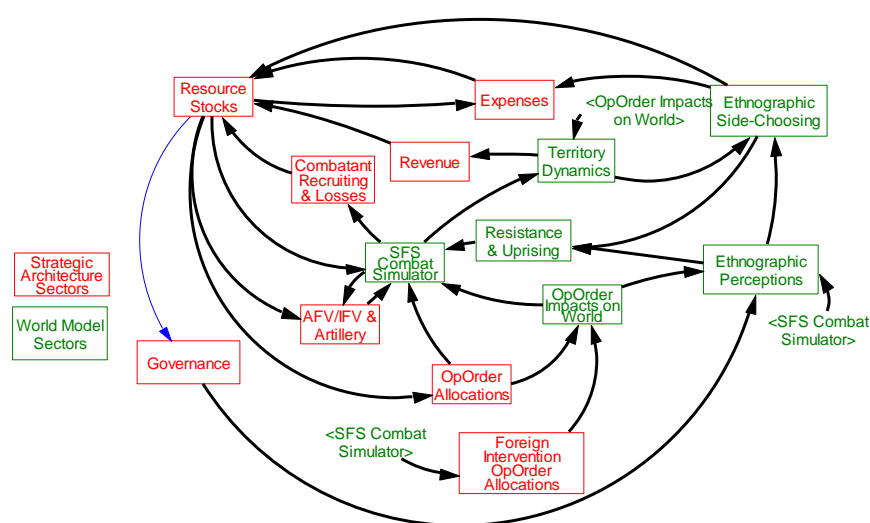 Resource
Stocks
Expenses
<OpOrder Impacts
on World>
Ethnographic
Side-Choosing
Combatant
Recruiting
& Losses
Revenue
Territory
Dynamics
SFS
Combat
Simulator
Resistance
& Uprising
Ethnographic
Perceptions
Strategic
Architecture
Sectors
World Model
Sectors
AFV/IFV &
Artillery
OpOrder
Impacts on
World
<SFS Combat
Simulator>
Governance
OpOrder
Allocations
<SFS Combat
Simulator>
Foreign
Intervention
OpOrder
Allocations